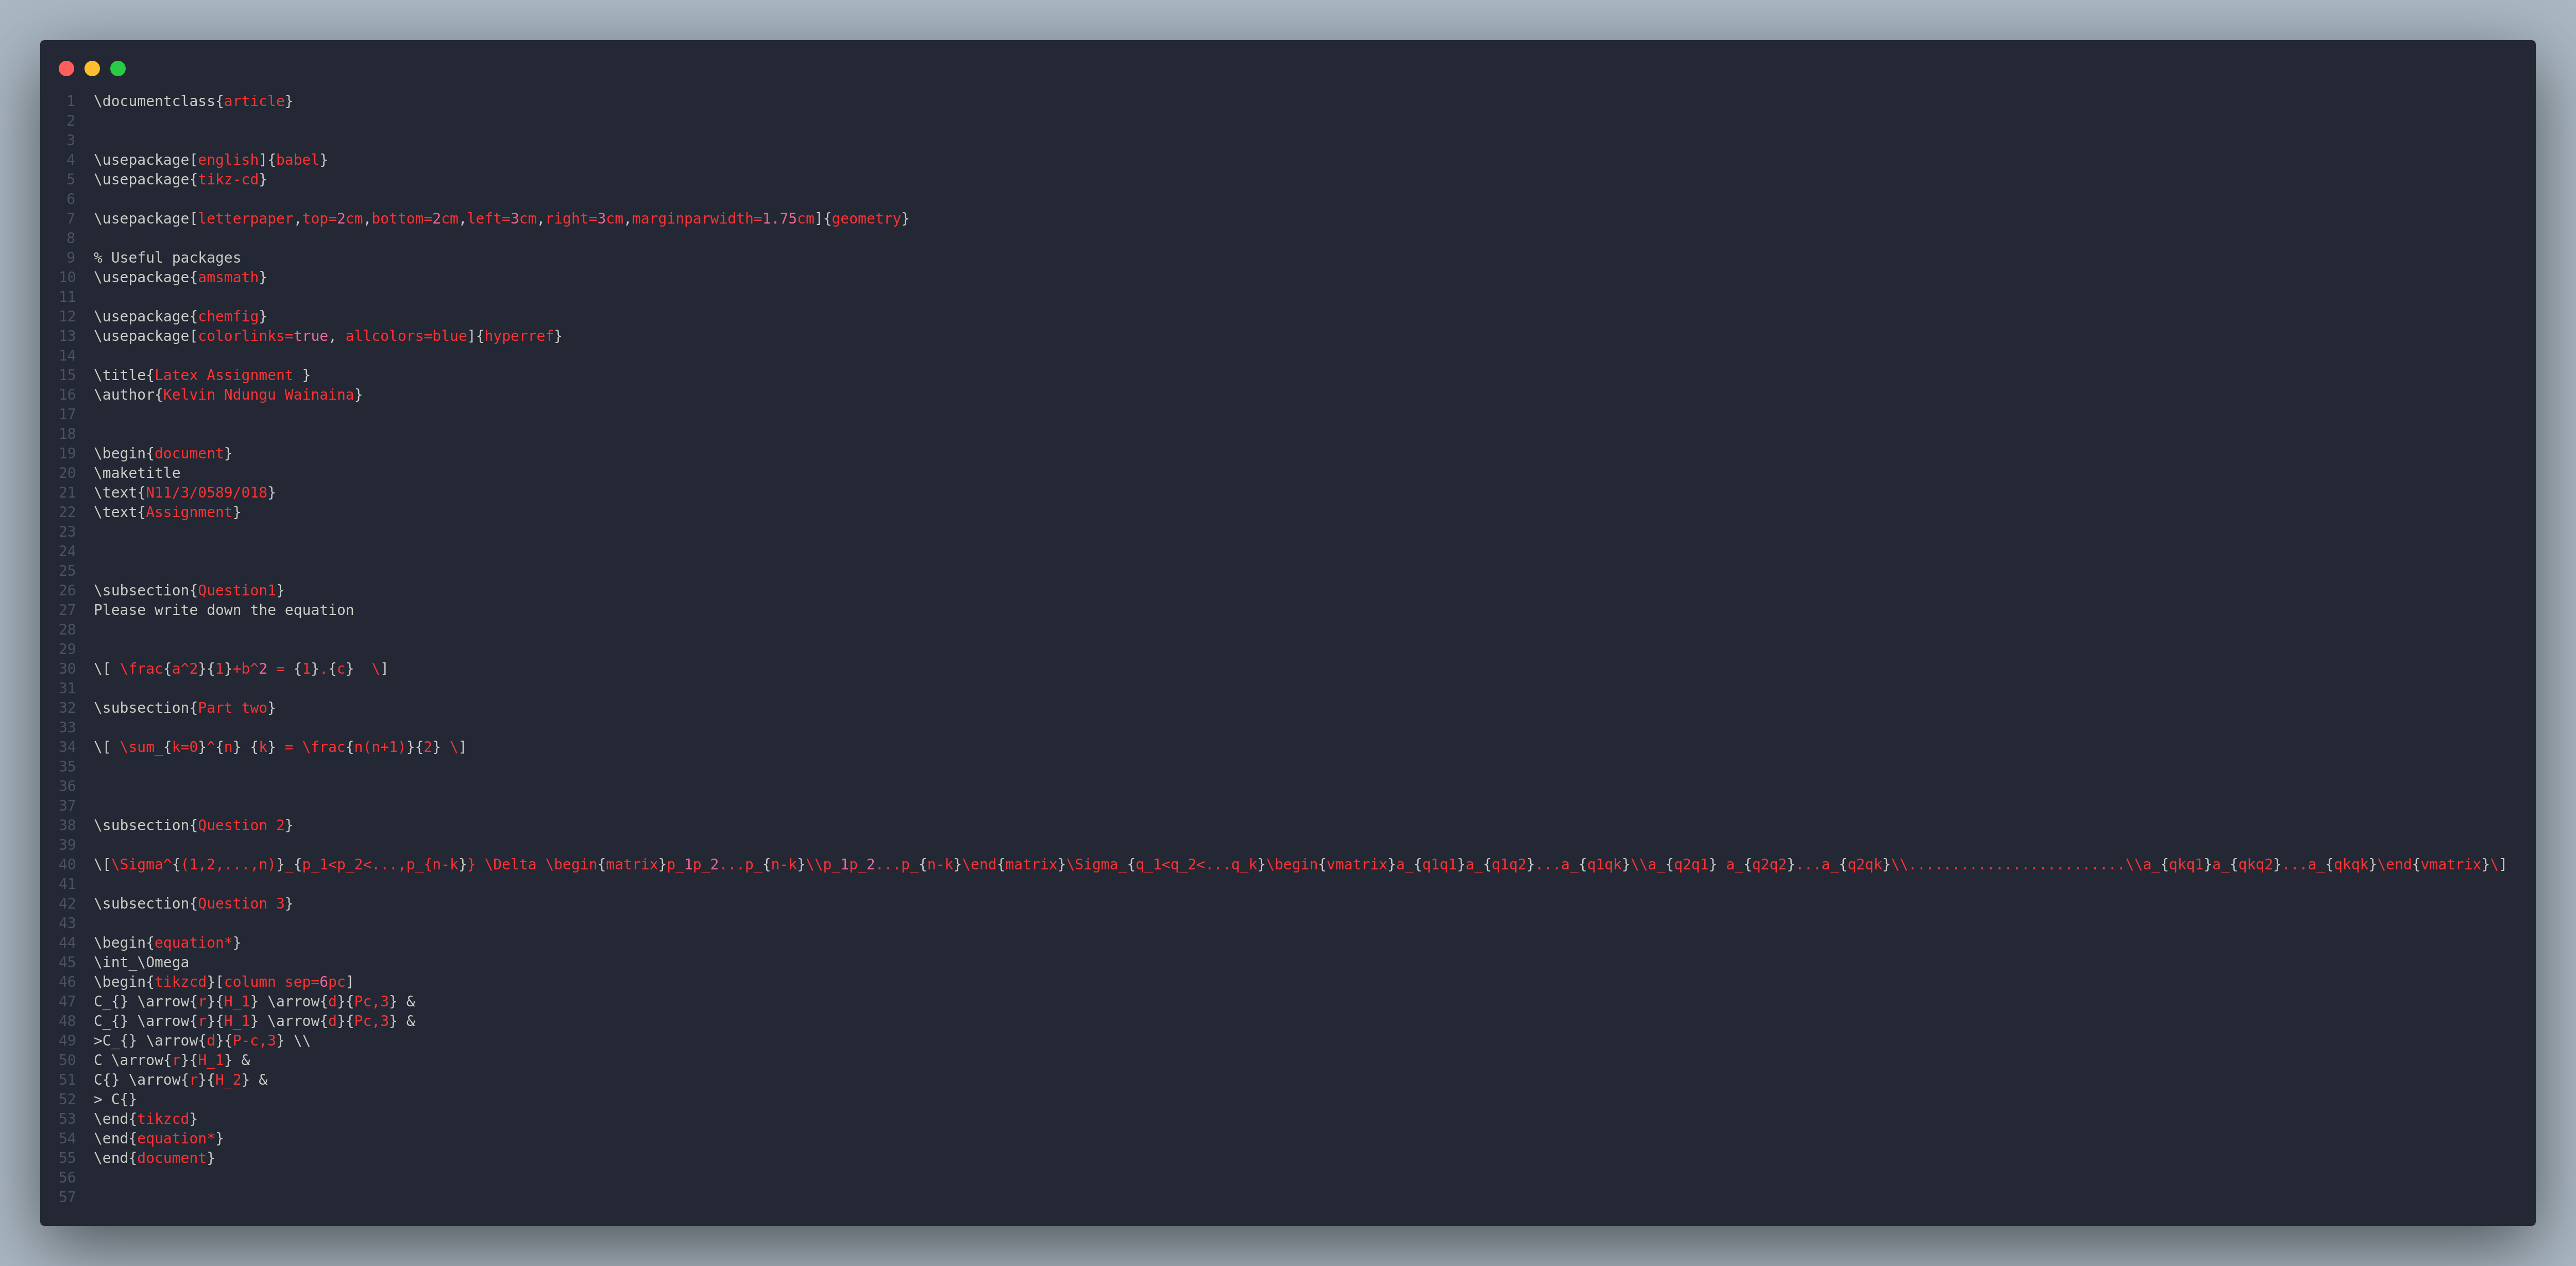 1 \documentclass{article}
2
3
4 \usepackage[english]{babel}
5 \usepackage{tikz-cd}
6
7 \usepackage[letterpaper,top=2cm,bottom=2cm,left=3cm,right=3cm,marginparwidth=1.75cm]{geometry}
8
9 % Useful packages
10 \usepackage{amsmath}
11
12 \usepackage{chemfig}
13 \usepackage[colorlinks=true, allcolors=blue]{hyperref}
14
15 \title{Latex Assignment }
16 \author{Kelvin Ndungu Wainaina}
17
18
19 \begin{document}
20 \maketitle
21 \text{N11/3/0589/018}
22 \text{Assignment}
23
24
25
26 \subsection{Question1}
27 Please write down the equation
28
29
30 \[ \frac{a^2}{1}+b^2 = {1}.{c}  \]
31
32 \subsection{Part two}
33
34 \[ \sum_{k=0}^{n} {k} = \frac{n(n+1)}{2} \]
35
36
37
38 \subsection{Question 2}
39
40 \[\Sigma^{(1,2,...,n)}_{p_1<p_2<...,p_{n-k}} \Delta \begin{matrix}p_1p_2...p_{n-k}\\p_1p_2...p_{n-k}\end{matrix}\Sigma_{q_1<q_2<...q_k}\begin{vmatrix}a_{q1q1}a_{q1q2}...a_{q1qk}\\a_{q2q1} a_{q2q2}...a_{q2qk}\\.........................\\a_{qkq1}a_{qkq2}...a_{qkqk}\end{vmatrix}\]
41
42 \subsection{Question 3}
43
44 \begin{equation*}
45 \int_\Omega
46 \begin{tikzcd}[column sep=6pc]
47 C_{} \arrow{r}{H_1} \arrow{d}{Pc,3} &
48 C_{} \arrow{r}{H_1} \arrow{d}{Pc,3} &
49 >C_{} \arrow{d}{P-c,3} \\
50 C \arrow{r}{H_1} &
51 C{} \arrow{r}{H_2} &
52 > C{}
53 \end{tikzcd}
54 \end{equation*}
55 \end{document}
56
57